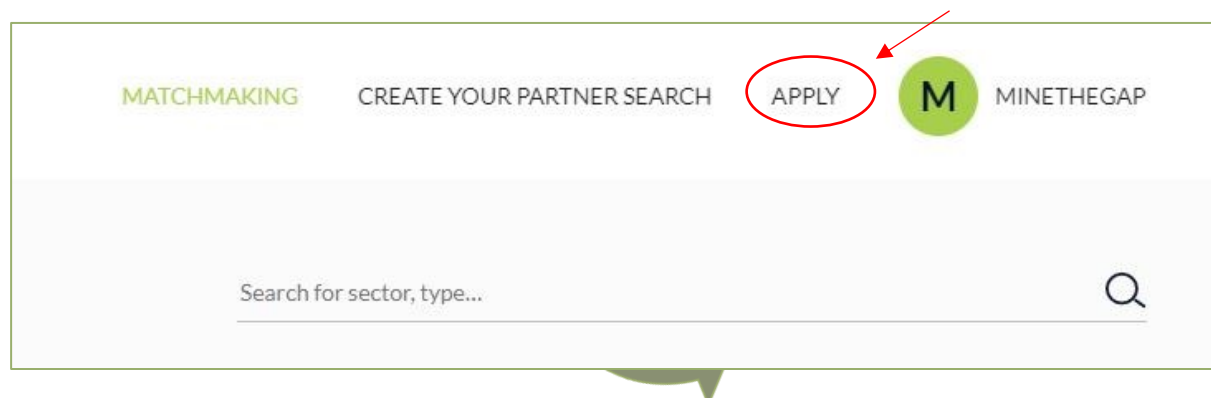 MATCHMAKING CREATE YOUR PARTNER SEARCH APPLY M MINETHEGAP
Search for sector, type...